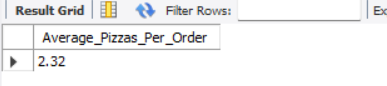 Result Grid Filter Rows: Ex
Average_Pizzas_Per_Order
2.32